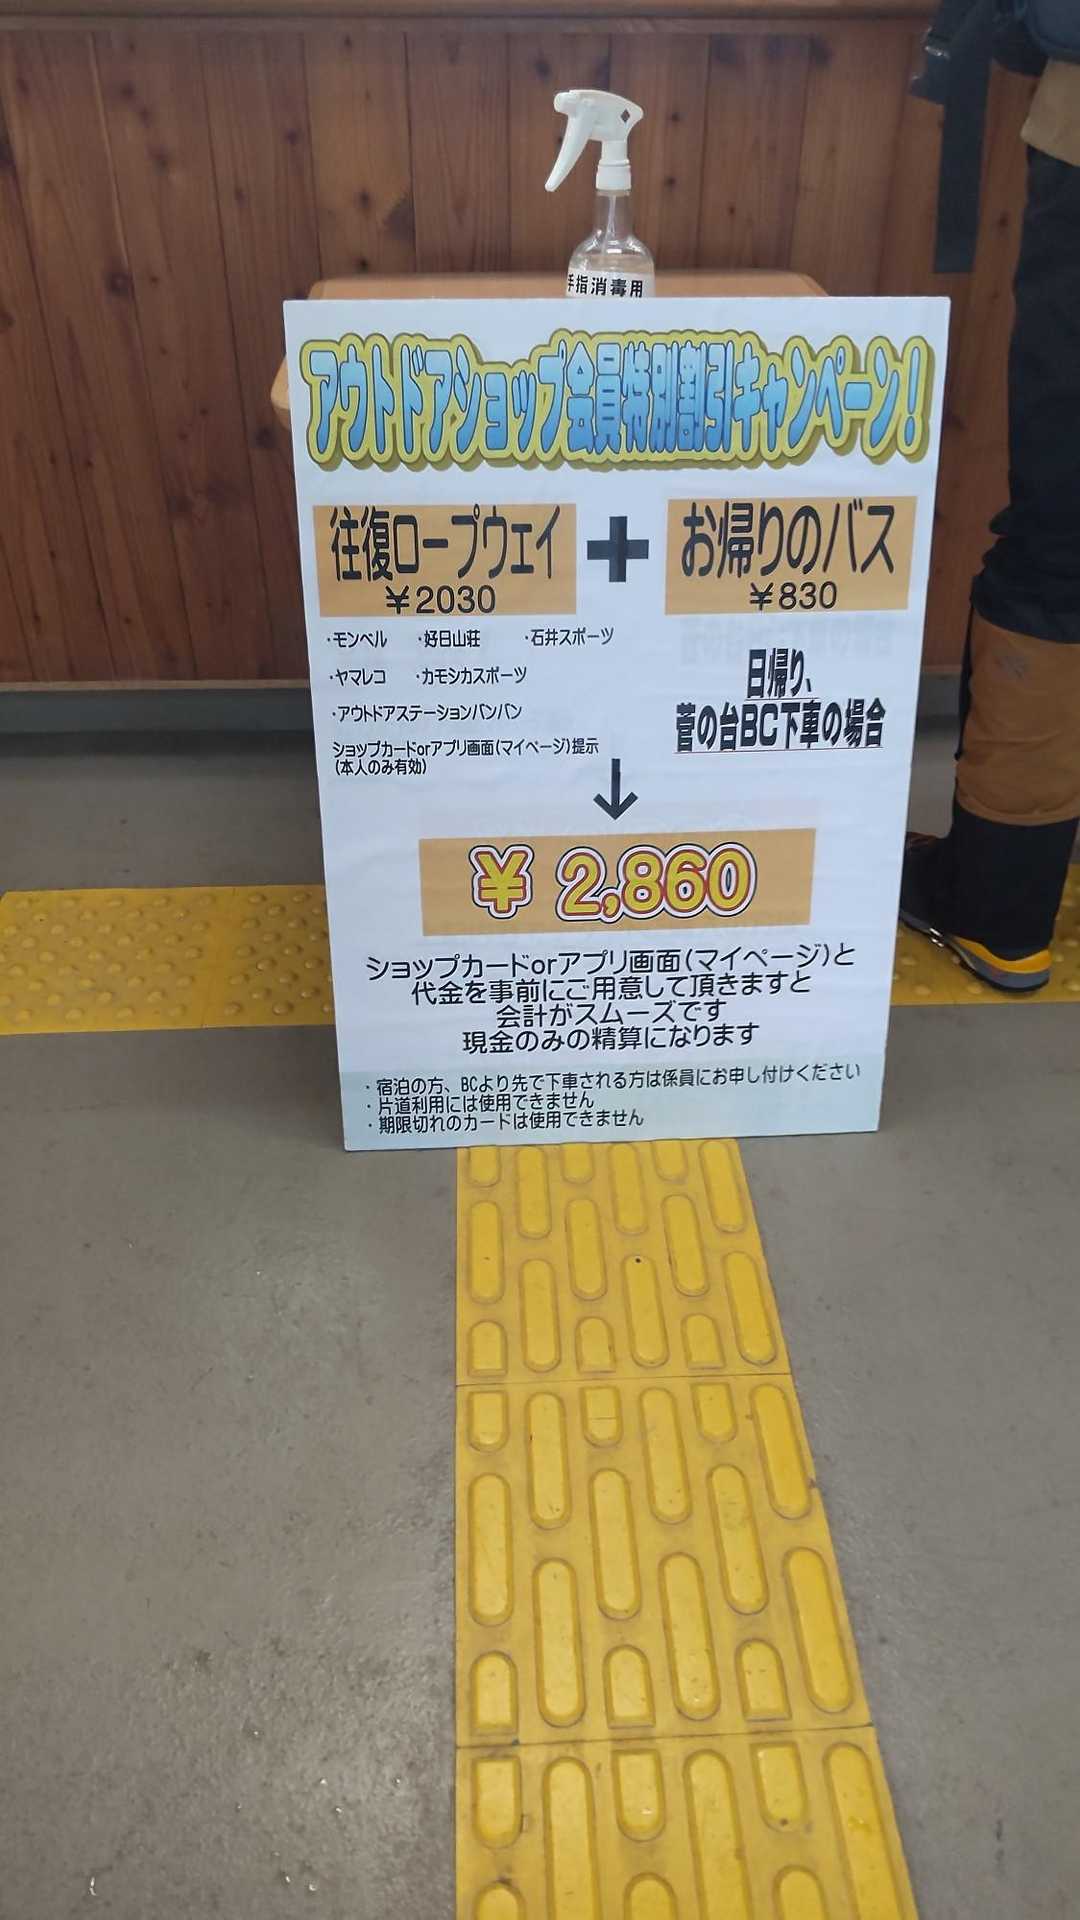 手指消毒用
アウトドアショップ会員特別割引キャンペーン!
往復ロープウェイ
¥2030
+
お帰りのバス
¥830
・モンベル ・好日山荘 ・石井スポーツ
・ヤマレコ ・カモシカスポーツ
・アウトドアステーションバンバン
ショップカードorアプリ画面(マイページ)提示
(本人のみ有効)
日帰り、
菅の台BC下車の場合
↓
¥ 2,860
ショップカードorアプリ画面(マイページ)と
代金を事前にご用意して頂きますと
会計がスムーズです
現金のみの精算になります
・宿泊の方、BCより先で下車される方は係員にお申し付けください
・片道利用には使用できません
・期限切れのカードは使用できません